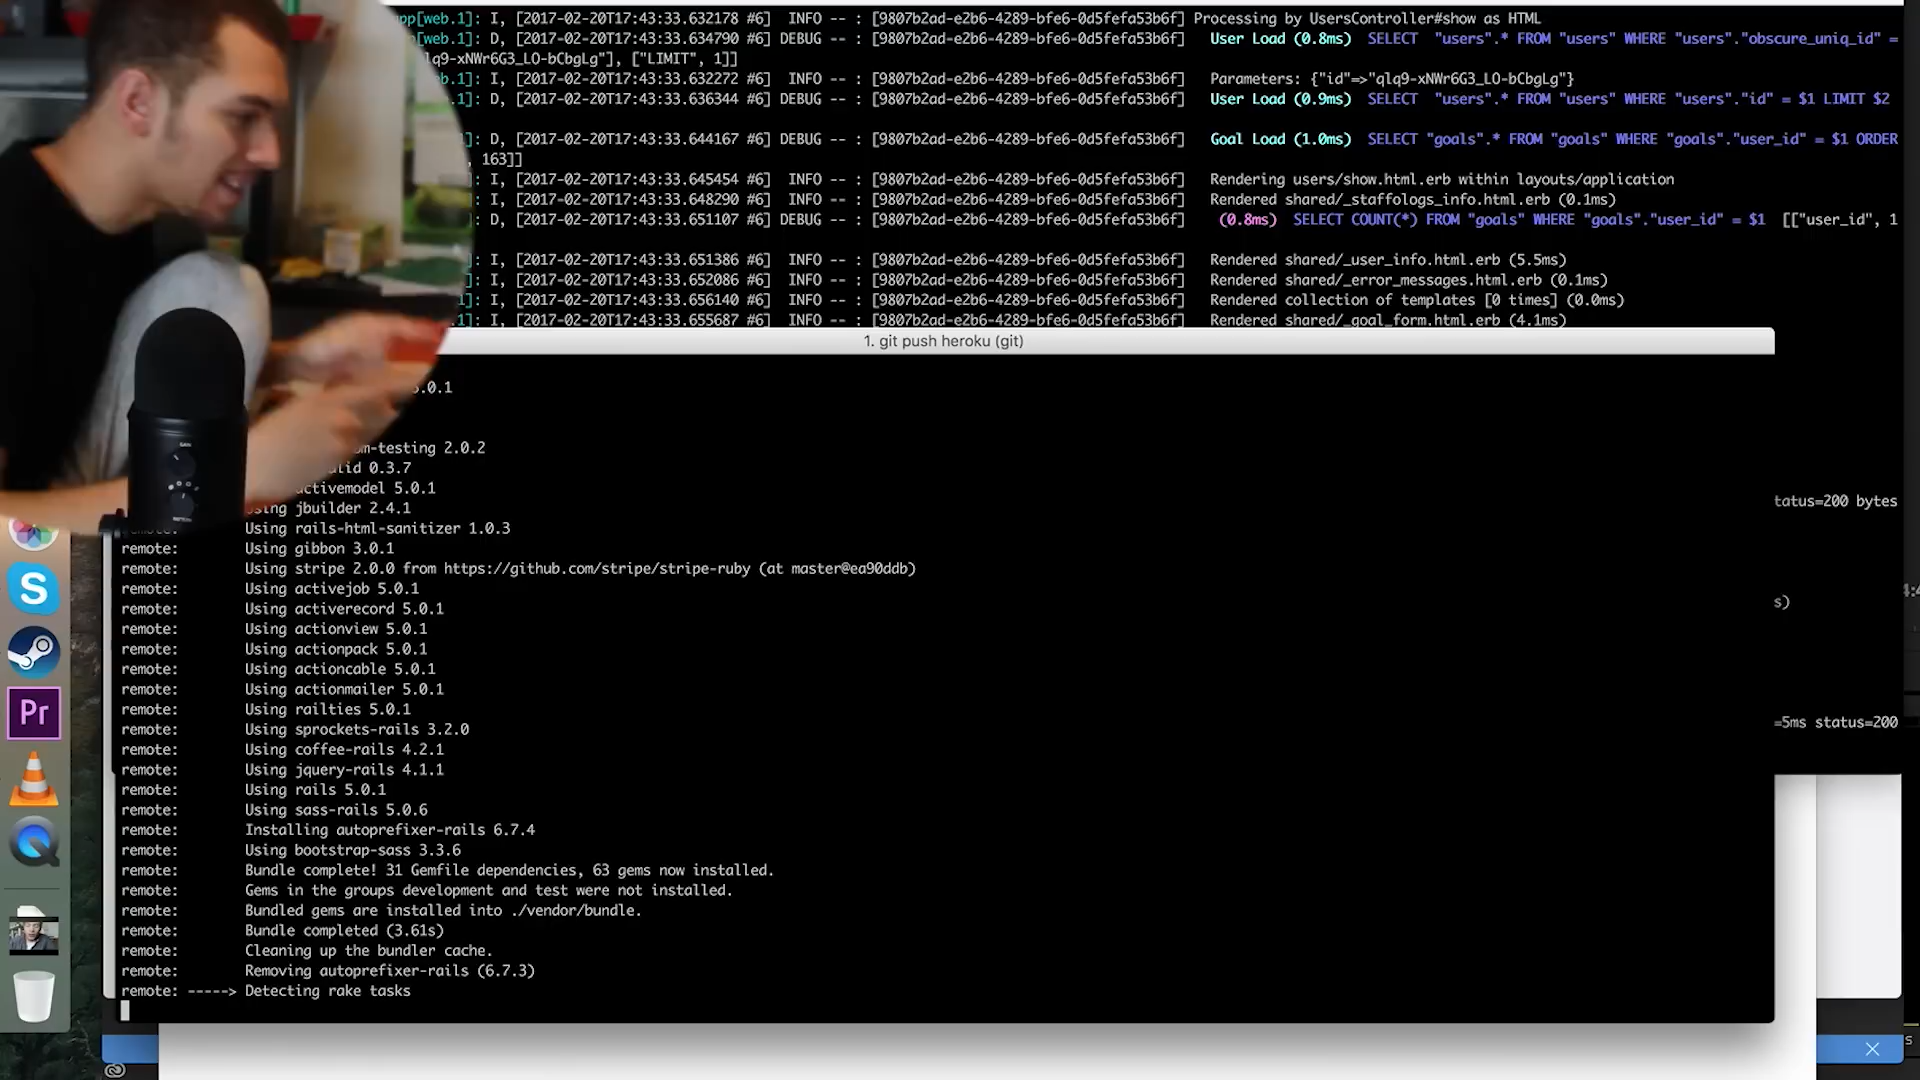 app[web.1]: I, [2017-02-20T17:43:33.632178 #6] INFO -- : [9807b2ad-e2b6-4289-bfe6-0d5fefa53b6f] Processing by UsersController#show as HTML
[web.1]: D, [2017-02-20T17:43:33.634790 #6] DEBUG -- : [9807b2ad-e2b6-4289-bfe6-0d5fefa53b6f] User Load (0.8ms) SELECT "users".* FROM "users" WHERE "users"."obscure_uniq_id" =
qlq9-xNWr6G3_LO-bCbgLg"], ["LIMIT", 1]]
.1]: I, [2017-02-20T17:43:33.632272 #6] INFO -- : [9807b2ad-e2b6-4289-bfe6-0d5fefa53b6f] Parameters: {"id"=>"qlq9-xNWr6G3_LO-bCbgLg"}
1]: D, [2017-02-20T17:43:33.636344 #6] DEBUG -- : [9807b2ad-e2b6-4289-bfe6-0d5fefa53b6f] User Load (0.9ms) SELECT "users".* FROM "users" WHERE "users"."id" = $1 LIMIT $2
]: D, [2017-02-20T17:43:33.644167 #6] DEBUG -- : [9807b2ad-e2b6-4289-bfe6-0d5fefa53b6f] Goal Load (1.0ms) SELECT "goals".* FROM "goals" WHERE "goals"."user_id" = $1 ORDER
, 163]]
]: I, [2017-02-20T17:43:33.645454 #6] INFO -- : [9807b2ad-e2b6-4289-bfe6-0d5fefa53b6f] Rendering users/show.html.erb within layouts/application
]: I, [2017-02-20T17:43:33.648290 #6] INFO -- : [9807b2ad-e2b6-4289-bfe6-0d5fefa53b6f] Rendered shared/_staffologs_info.html.erb (0.1ms)
]: D, [2017-02-20T17:43:33.651107 #6] DEBUG -- : [9807b2ad-e2b6-4289-bfe6-0d5fefa53b6f] (0.8ms) SELECT COUNT(*) FROM "goals" WHERE "goals"."user_id" = $1 [["user_id", 1
]: I, [2017-02-20T17:43:33.651386 #6] INFO -- : [9807b2ad-e2b6-4289-bfe6-0d5fefa53b6f] Rendered shared/_user_info.html.erb (5.5ms)
]: I, [2017-02-20T17:43:33.652086 #6] INFO -- : [9807b2ad-e2b6-4289-bfe6-0d5fefa53b6f] Rendered shared/_error_messages.html.erb (0.1ms)
1]: I, [2017-02-20T17:43:33.656140 #6] INFO -- : [9807b2ad-e2b6-4289-bfe6-0d5fefa53b6f] Rendered collection of templates [0 times] (0.0ms)
.1]: I, [2017-02-20T17:43:33.655687 #6] INFO -- : [9807b2ad-e2b6-4289-bfe6-0d5fefa53b6f] Rendered shared/_goal_form.html.erb (4.1ms)
1. git push heroku (git)
.0.1
-testing 2.0.2
lid 0.3.7
activemodel 5.0.1
Using jbuilder 2.4.1
remote: Using rails-html-sanitizer 1.0.3
remote: Using gibbon 3.0.1
remote: Using stripe 2.0.0 from https://github.com/stripe/stripe-ruby (at master@ea90ddb)
remote: Using activejob 5.0.1
remote: Using activerecord 5.0.1
remote: Using actionview 5.0.1
remote: Using actionpack 5.0.1
remote: Using actioncable 5.0.1
remote: Using actionmailer 5.0.1
remote: Using railties 5.0.1
remote: Using sprockets-rails 3.2.0
remote: Using coffee-rails 4.2.1
remote: Using jquery-rails 4.1.1
remote: Using rails 5.0.1
remote: Using sass-rails 5.0.6
remote: Installing autoprefixer-rails 6.7.4
remote: Using bootstrap-sass 3.3.6
remote: Bundle complete! 31 Gemfile dependencies, 63 gems now installed.
remote: Gems in the groups development and test were not installed.
remote: Bundled gems are installed into ./vendor/bundle.
remote: Bundle completed (3.61s)
remote: Cleaning up the bundler cache.
remote: Removing autoprefixer-rails (6.7.3)
remote: -----> Detecting rake tasks
tatus=200 bytes
s)
=5ms status=200
Pr